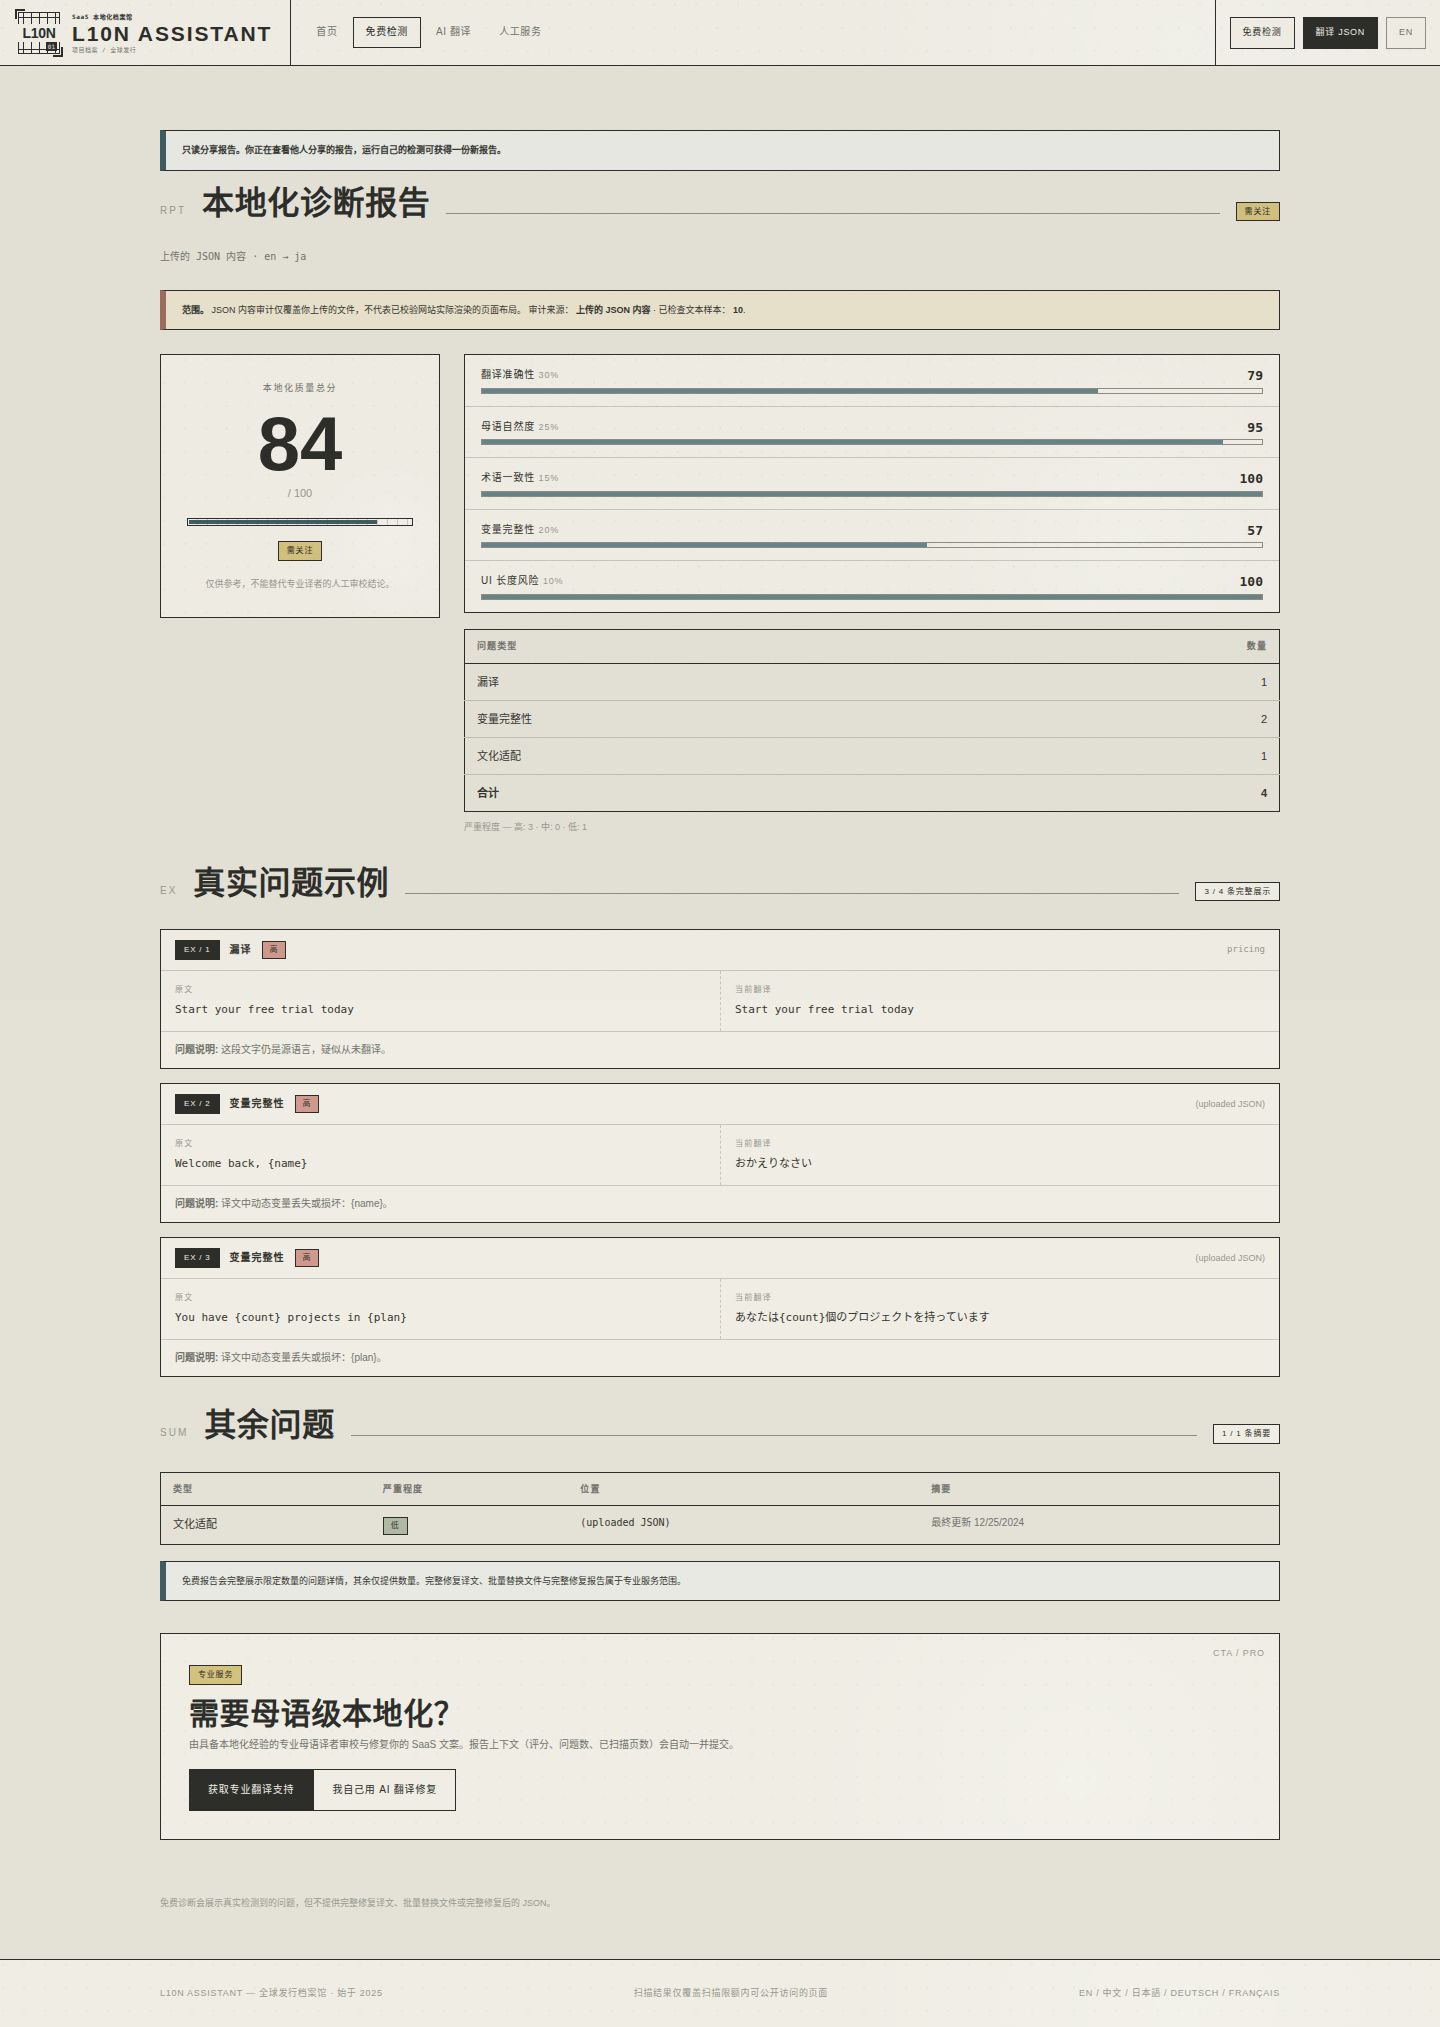 SaaS 本地化档案馆
L10N
01
L10N ASSISTANT
项目档案 / 全球发行
首页
免费检测
AI 翻译
人工服务
免费检测
翻译 JSON
EN
只读分享报告。你正在查看他人分享的报告，运行自己的检测可获得一份新报告。
RPT
本地化诊断报告
需关注
上传的 JSON 内容 · en → ja
范围。 JSON 内容审计仅覆盖你上传的文件，不代表已校验网站实际渲染的页面布局。 审计来源： 上传的 JSON 内容 · 已检查文本样本： 10.
本地化质量总分
84
/ 100
需关注
仅供参考，不能替代专业译者的人工审校结论。
翻译准确性 30%
79
母语自然度 25%
95
术语一致性 15%
100
变量完整性 20%
57
UI 长度风险 10%
100
问题类型 数量
漏译 1
变量完整性 2
文化适配 1
合计 4
严重程度 — 高: 3 · 中: 0 · 低: 1
EX
真实问题示例
3 / 4 条完整展示
EX / 1 漏译 高 pricing
原文
Start your free trial today
当前翻译
Start your free trial today
问题说明: 这段文字仍是源语言，疑似从未翻译。
EX / 2 变量完整性 高 (uploaded JSON)
原文
Welcome back, {name}
当前翻译
おかえりなさい
问题说明: 译文中动态变量丢失或损坏：{name}。
EX / 3 变量完整性 高 (uploaded JSON)
原文
You have {count} projects in {plan}
当前翻译
あなたは{count}個のプロジェクトを持っています
问题说明: 译文中动态变量丢失或损坏：{plan}。
SUM
其余问题
1 / 1 条摘要
类型 严重程度 位置 摘要
文化适配 低 (uploaded JSON) 最終更新 12/25/2024
免费报告会完整展示限定数量的问题详情，其余仅提供数量。完整修复译文、批量替换文件与完整修复报告属于专业服务范围。
CTA / PRO
专业服务
需要母语级本地化？
由具备本地化经验的专业母语译者审校与修复你的 SaaS 文案。报告上下文（评分、问题数、已扫描页数）会自动一并提交。
获取专业翻译支持
我自己用 AI 翻译修复
免费诊断会展示真实检测到的问题，但不提供完整修复译文、批量替换文件或完整修复后的 JSON。
L10N ASSISTANT — 全球发行档案馆 · 始于 2025
扫描结果仅覆盖扫描限额内可公开访问的页面
EN / 中文 / 日本語 / DEUTSCH / FRANÇAIS